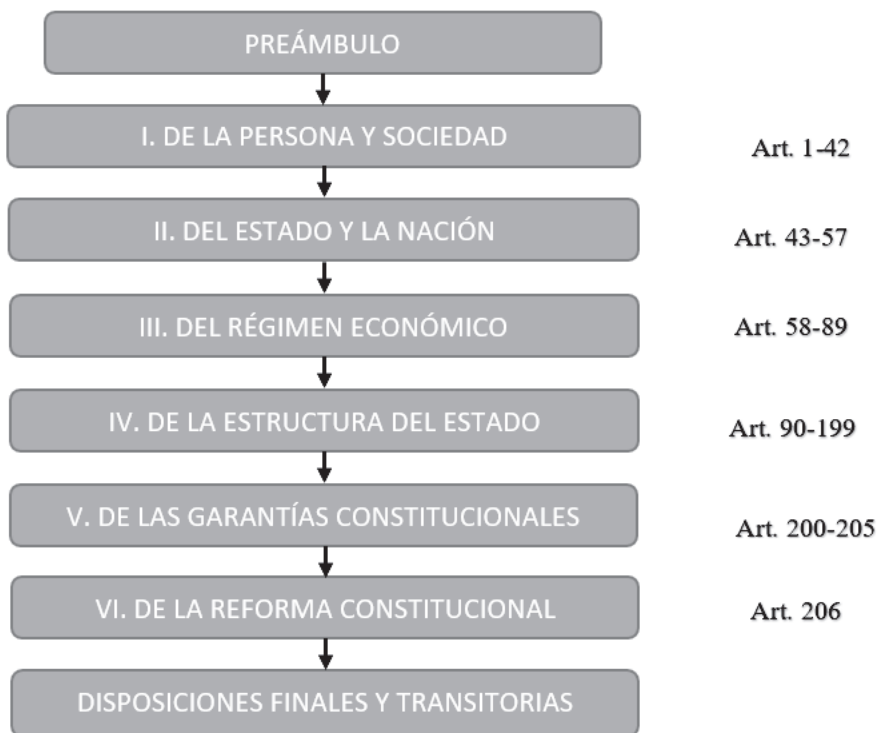 PREÁMBULO
I. DE LA PERSONA Y SOCIEDAD
Art. 1-42
II. DEL ESTADO Y LA NACIÓN
Art. 43-57
III. DEL RÉGIMEN ECONÓMICO
Art. 58-89
IV. DE LA ESTRUCTURA DEL ESTADO
Art. 90-199
V. DE LAS GARANTÍAS CONSTITUCIONALES
Art. 200-205
VI. DE LA REFORMA CONSTITUCIONAL
Art. 206
DISPOSICIONES FINALES Y TRANSITORIAS